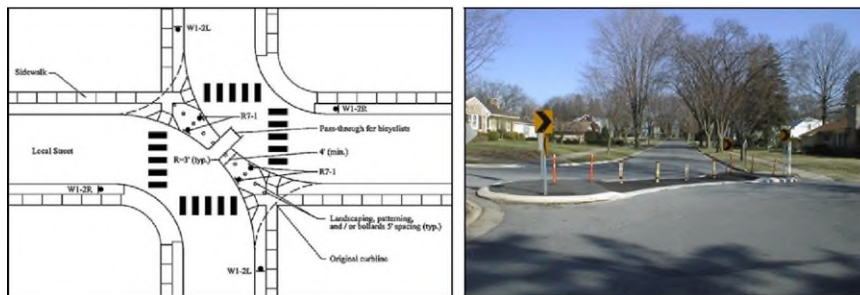 W1-2L
Sidewalk
W1-2R
R7-1
Pass-through for bicyclists
Local Street
4' (min.)
R=3' (typ.)
R7-1
W1-2R
Landscaping, patterning,
and / or bollards 5' spacing (typ.)
W1-2L
Original curbline